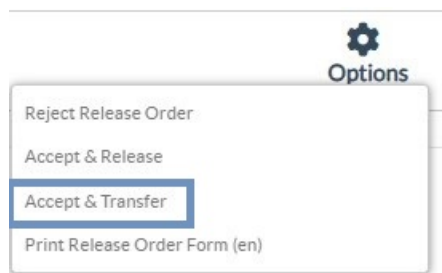 Options
Reject Release Order
Accept & Release
Accept & Transfer
Print Release Order Form (en)